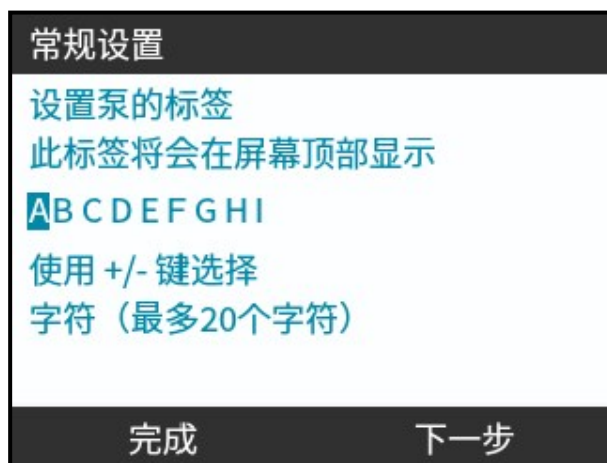 常规设置
设置泵的标签
此标签将会在屏幕顶部显示
A B C D E F G H I
使用 +/- 键选择
字符（最多20个字符）
完成 下一步